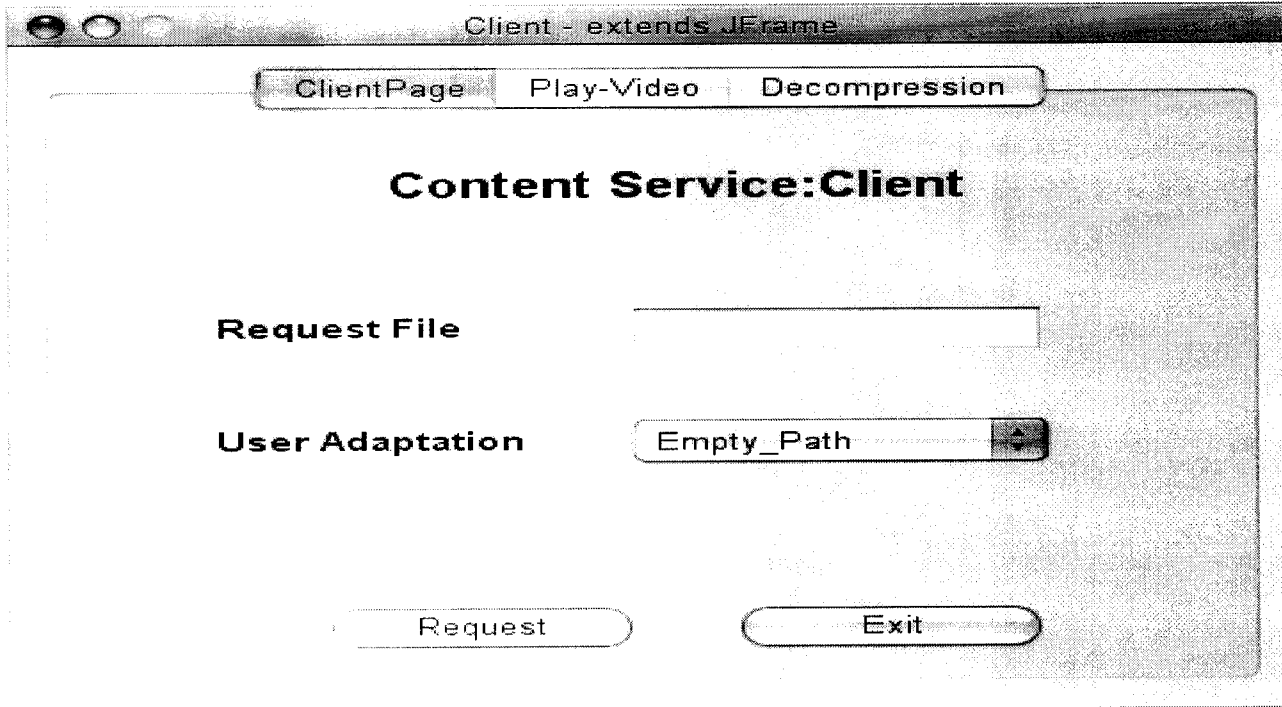 Client - extends JFrame
ClientPage Play-Video Decompression
Content Service:Client
Request File
User Adaptation Empty_Path
Request Exit